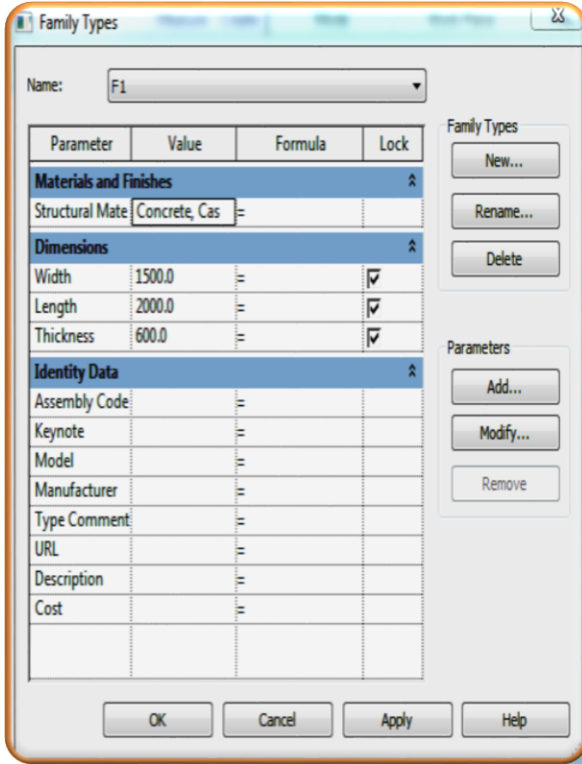 Family Types
Name: F1
Family Types
Parameter Value Formula Lock
New...
Materials and Finishes
Structural Mate Concrete, Cas =
Rename...
Dimensions
Delete
Width 1500.0 =
Length 2000.0 =
Thickness 600.0 =
Parameters
Identity Data
Add...
Assembly Code =
Keynote =
Modify...
Model =
Manufacturer =
Remove
Type Comment =
URL =
Description =
Cost =
OK Cancel Apply Help